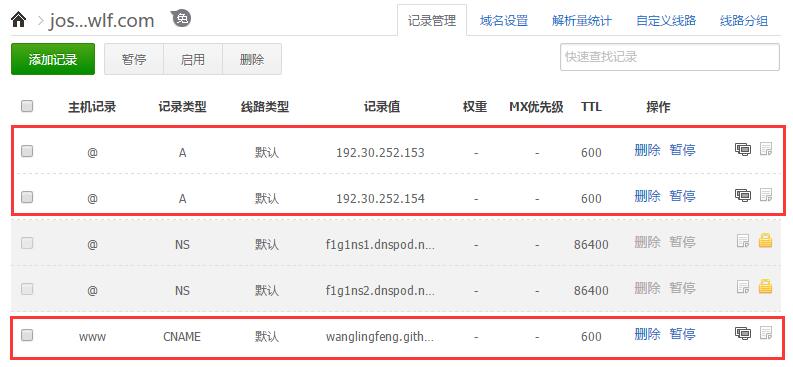 jos...wlf.com 免
记录管理 域名设置 解析量统计 自定义线路 线路分组
添加记录 暂停 启用 删除 快速查找记录
主机记录 记录类型 线路类型 记录值 权重 MX优先级 TTL 操作
@ A 默认 192.30.252.153 - - 600 删除 暂停
@ A 默认 192.30.252.154 - - 600 删除 暂停
@ NS 默认 f1g1ns1.dnspod.n... - - 86400 删除 暂停
@ NS 默认 f1g1ns2.dnspod.n... - - 86400 删除 暂停
www CNAME 默认 wanglingfeng.gith... - - 600 删除 暂停